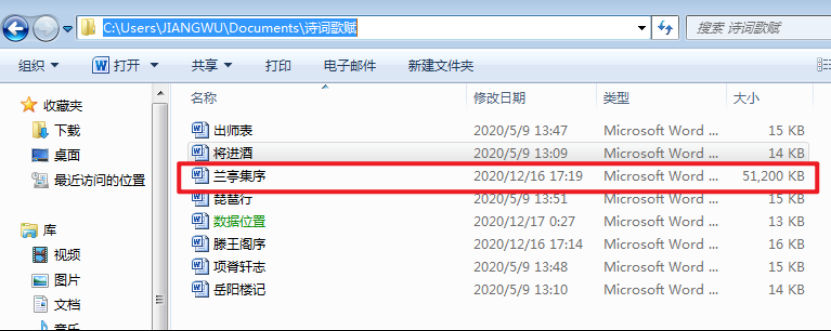 C:\Users\JIANGWU\Documents\诗词歌赋 搜索 诗词歌赋
组织 打开 共享 打印 电子邮件 新建文件夹
收藏夹
下载
桌面
最近访问的位置
库
视频
图片
文档
音乐
名称 修改日期 类型 大小
出师表 2020/5/9 13:47 Microsoft Word ... 15 KB
将进酒 2020/5/9 13:09 Microsoft Word ... 14 KB
兰亭集序 2020/12/16 17:19 Microsoft Word ... 51,200 KB
琵琶行 2020/5/9 13:51 Microsoft Word ... 15 KB
数据位置 2020/12/17 0:27 Microsoft Word ... 13 KB
滕王阁序 2020/12/16 17:14 Microsoft Word ... 16 KB
项脊轩志 2020/5/9 13:48 Microsoft Word ... 15 KB
岳阳楼记 2020/5/9 13:10 Microsoft Word ... 14 KB